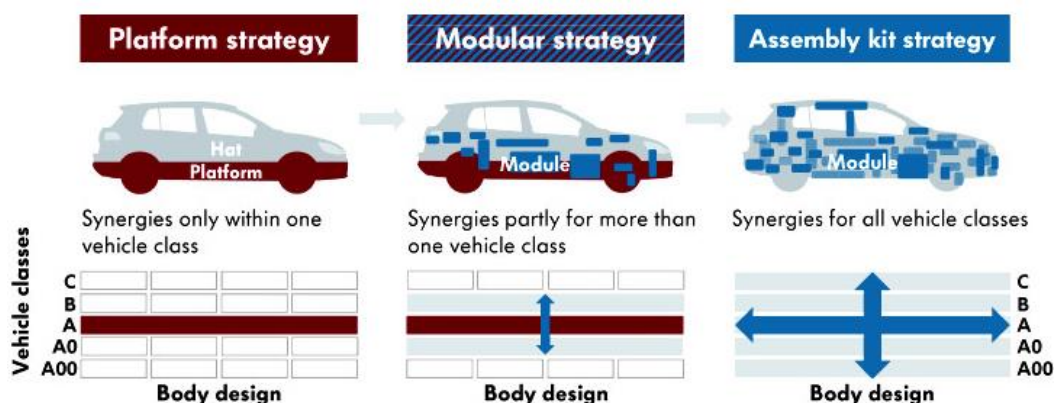 Platform strategy
Modular strategy
Assembly kit strategy
Hat
Platform
Module
Module
Synergies only within one
vehicle class
Synergies partly for more than
one vehicle class
Synergies for all vehicle classes
Vehicle classes
C
B
A
A0
A00
Body design
Body design
C
B
A
A0
A00
Body design